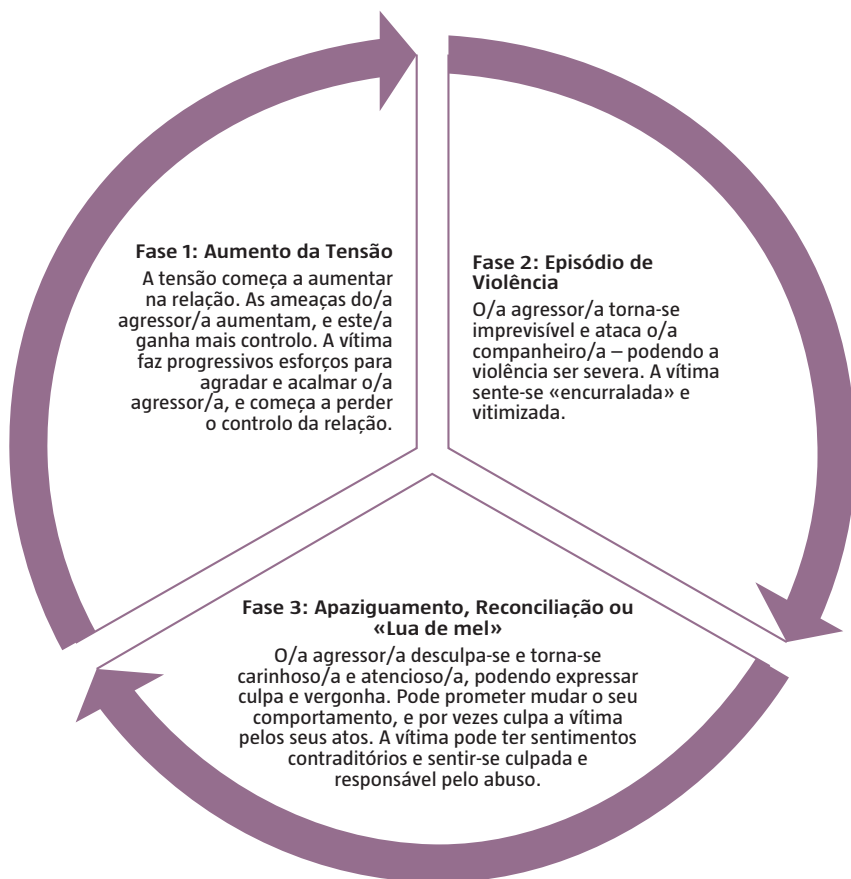 Fase 1: Aumento da Tensão
A tensão começa a aumentar
na relação. As ameaças do/a
agressor/a aumentam, e este/a
ganha mais controlo. A vítima
faz progressivos esforços para
agradar e acalmar o/a
agressor/a, e começa a perder
o controlo da relação.
Fase 2: Episódio de
Violência
O/a agressor/a torna-se
imprevisível e ataca o/a
companheiro/a – podendo a
violência ser severa. A vítima
sente-se «encurralada» e
vitimizada.
Fase 3: Apaziguamento, Reconciliação ou
«Lua de mel»
O/a agressor/a desculpa-se e torna-se
carinhoso/a e atencioso/a, podendo expressar
culpa e vergonha. Pode prometer mudar o seu
comportamento, e por vezes culpa a vítima
pelos seus atos. A vítima pode ter sentimentos
contraditórios e sentir-se culpada e
responsável pelo abuso.